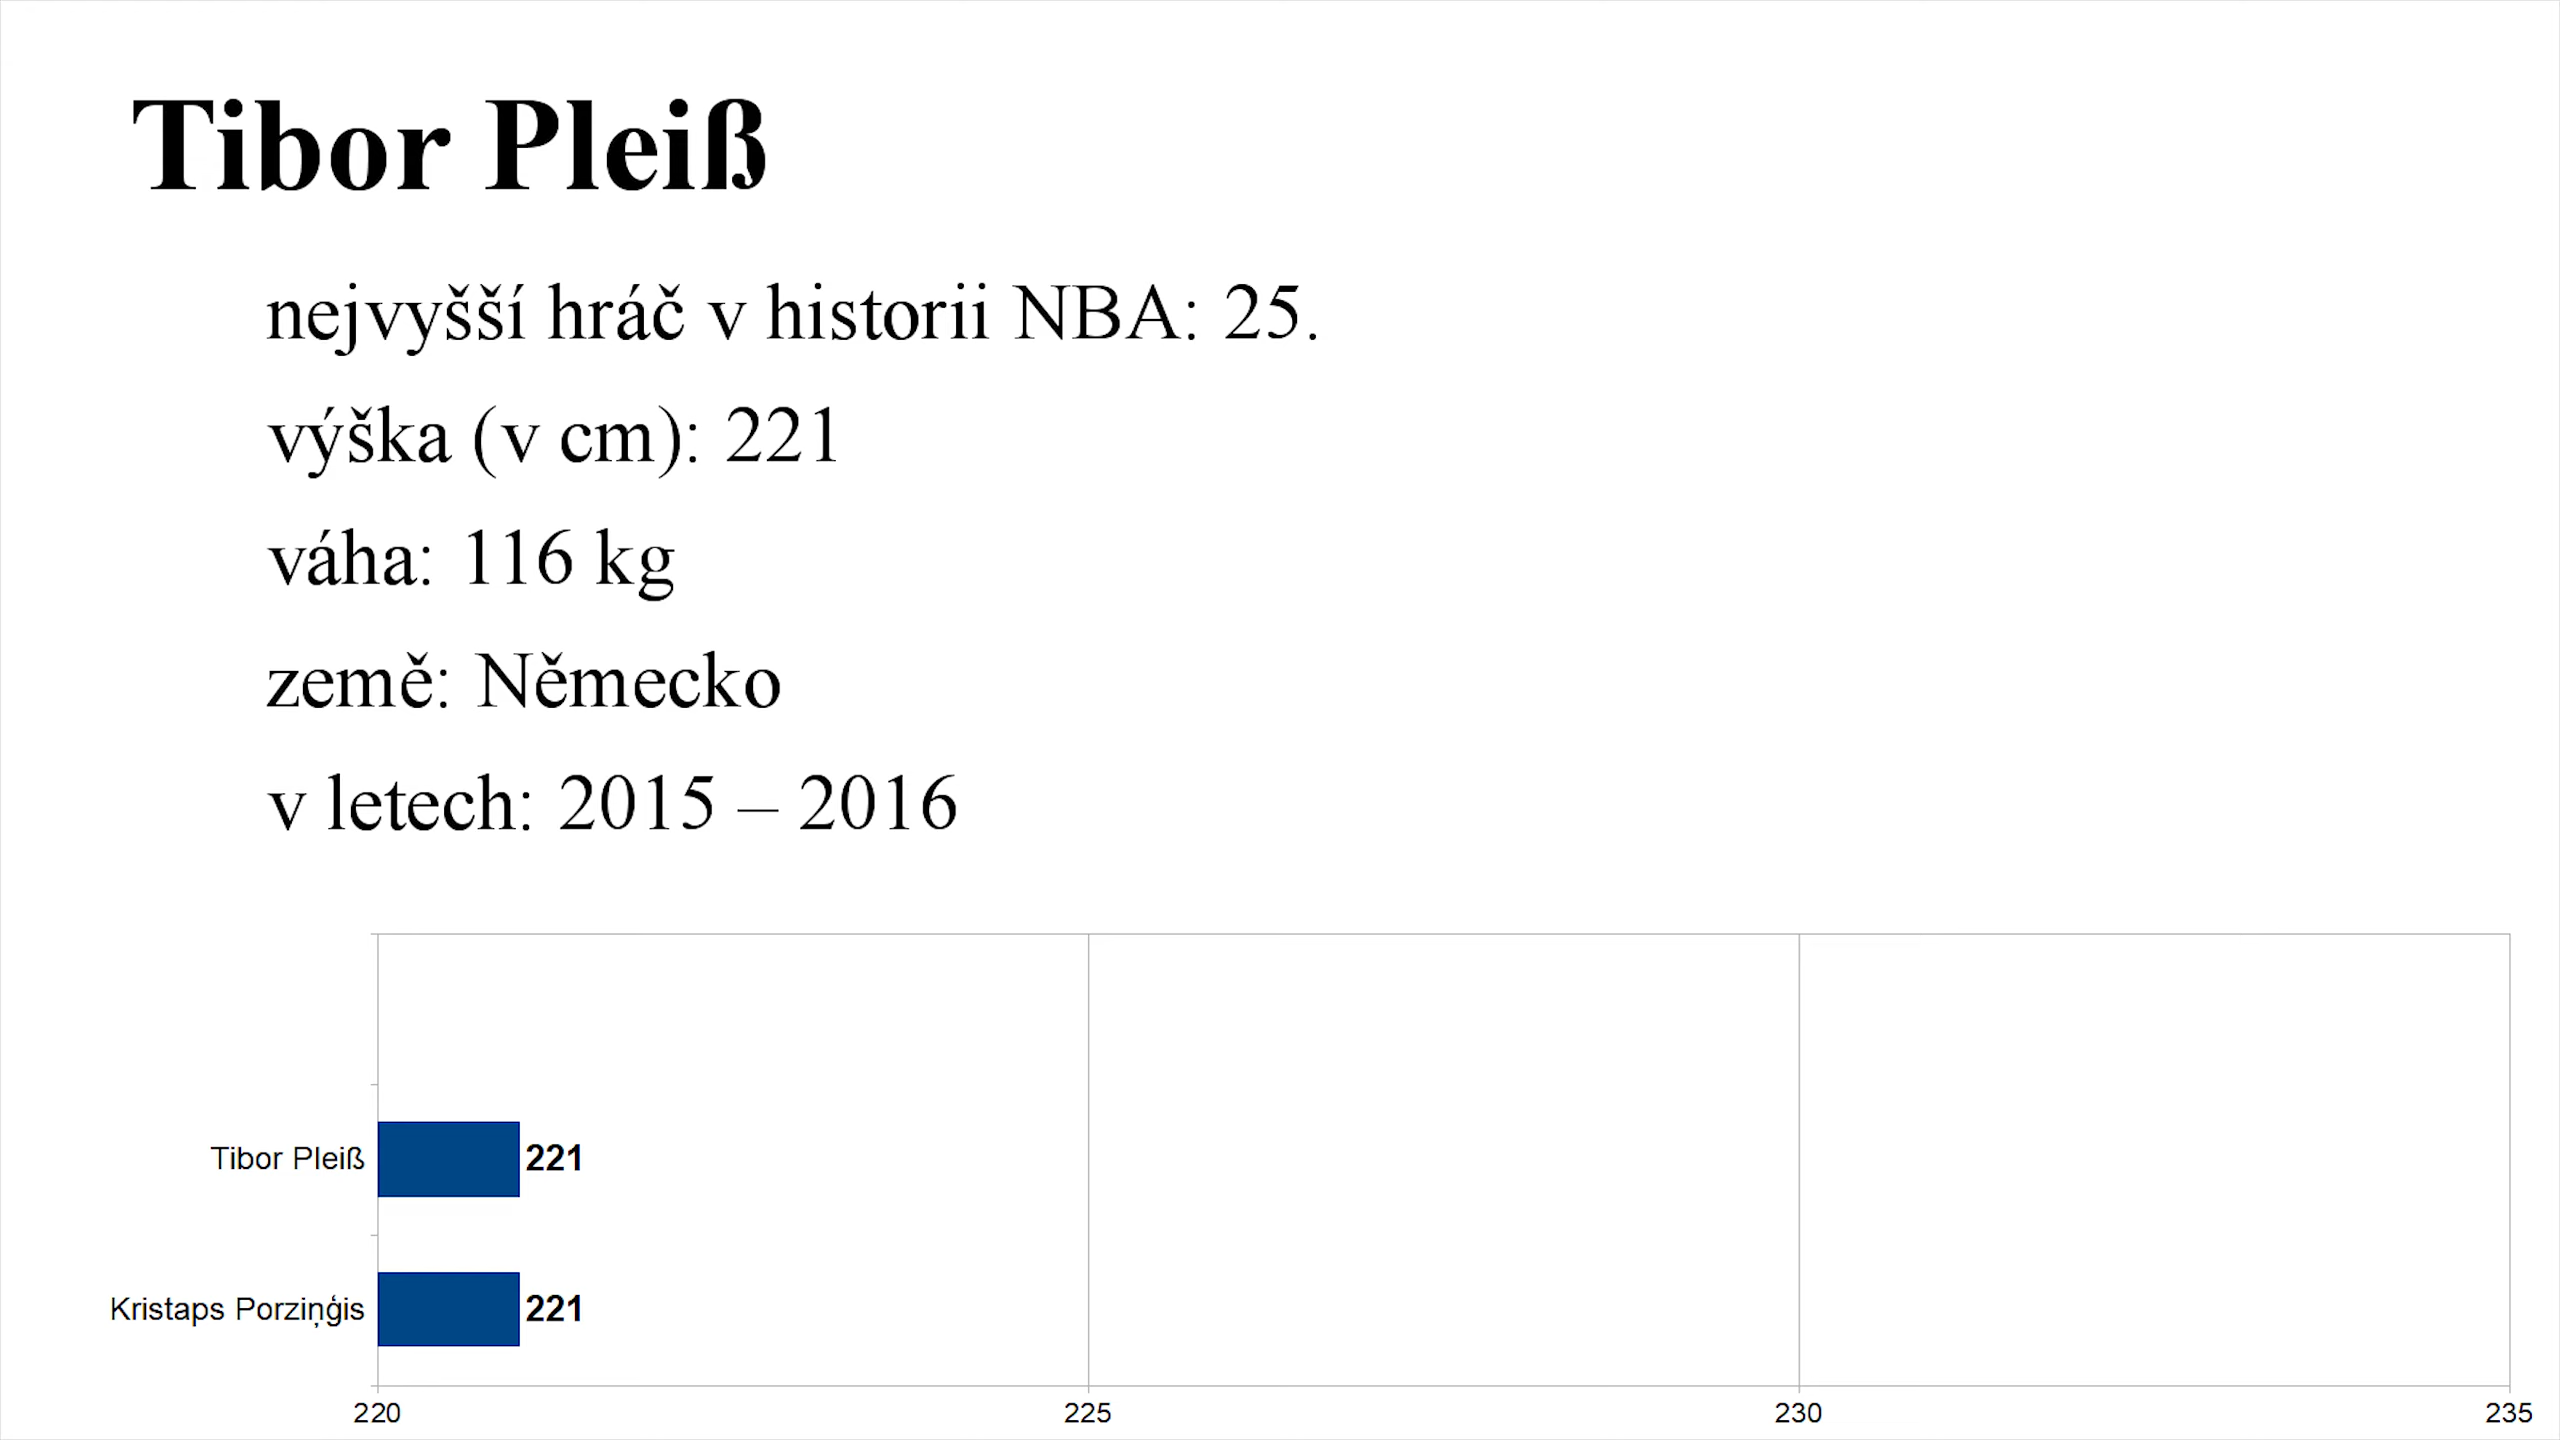 Tibor Pleiß
nejvyšší hráč v historii NBA: 25.
výška (v cm): 221
váha: 116 kg
země: Německo
v letech: 2015 – 2016
Tibor Pleiß 221
Kristaps Porziņģis 221
220 225 230 235